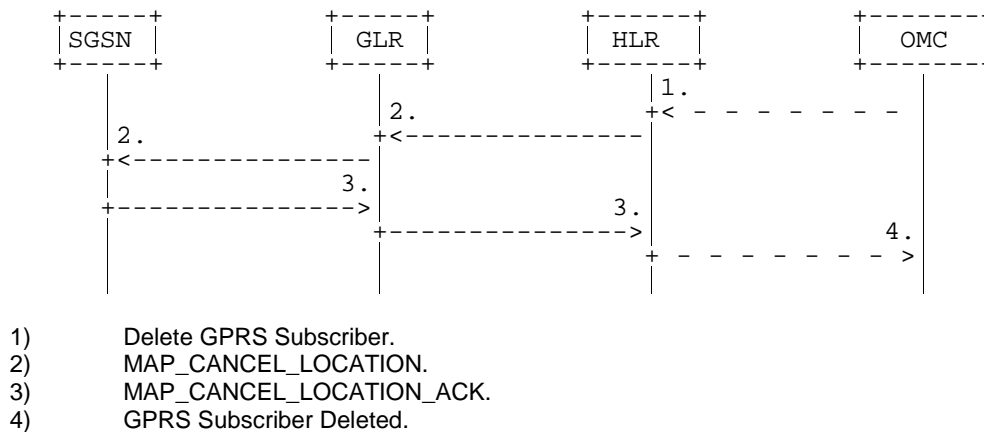 SGSN GLR HLR OMC
1.
2.
2.
3.
3.
4.
1) Delete GPRS Subscriber.
2) MAP_CANCEL_LOCATION.
3) MAP_CANCEL_LOCATION_ACK.
4) GPRS Subscriber Deleted.